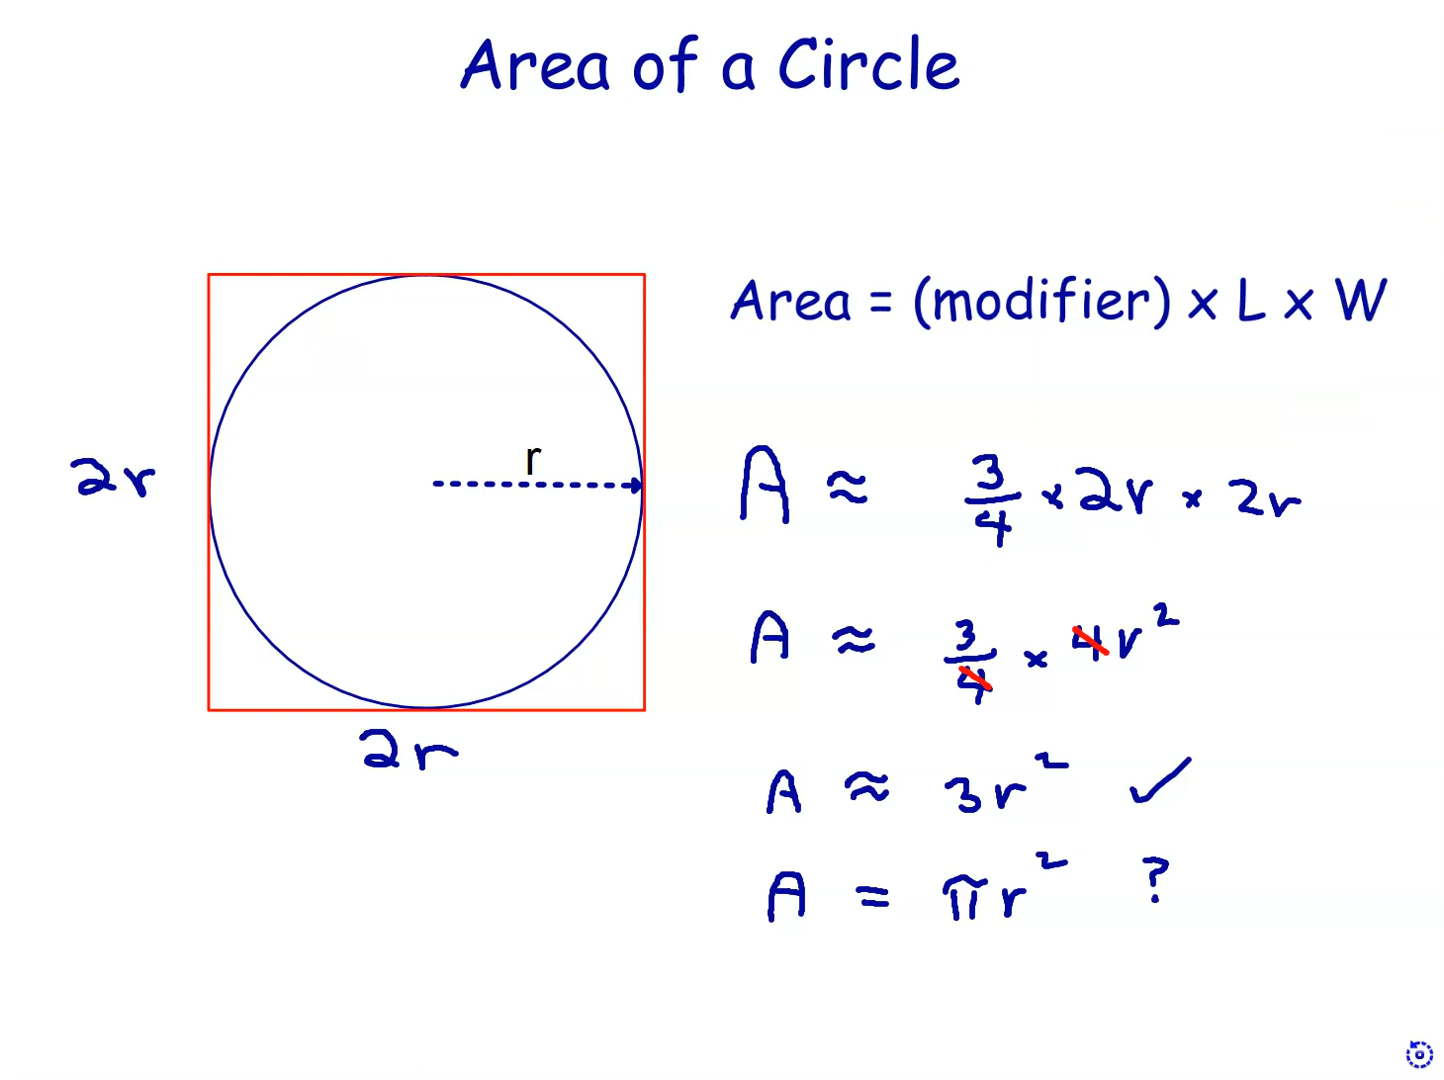 Area of a Circle
Area = (modifier) x L x W
r
2r
2r
A ≈ 3/4 × 2r × 2r
A ≈ 3/4 × 4r²
A ≈ 3r² ✓
A = πr² ?